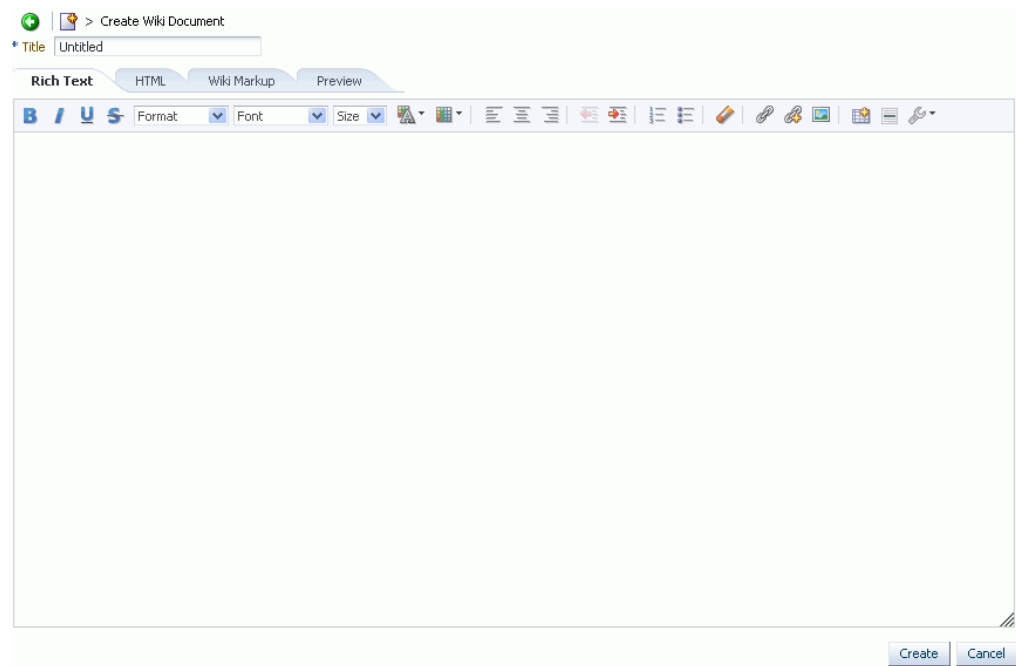 > Create Wiki Document
* Title Untitled
Rich Text HTML Wiki Markup Preview
B I U S Format Font Size
Create Cancel